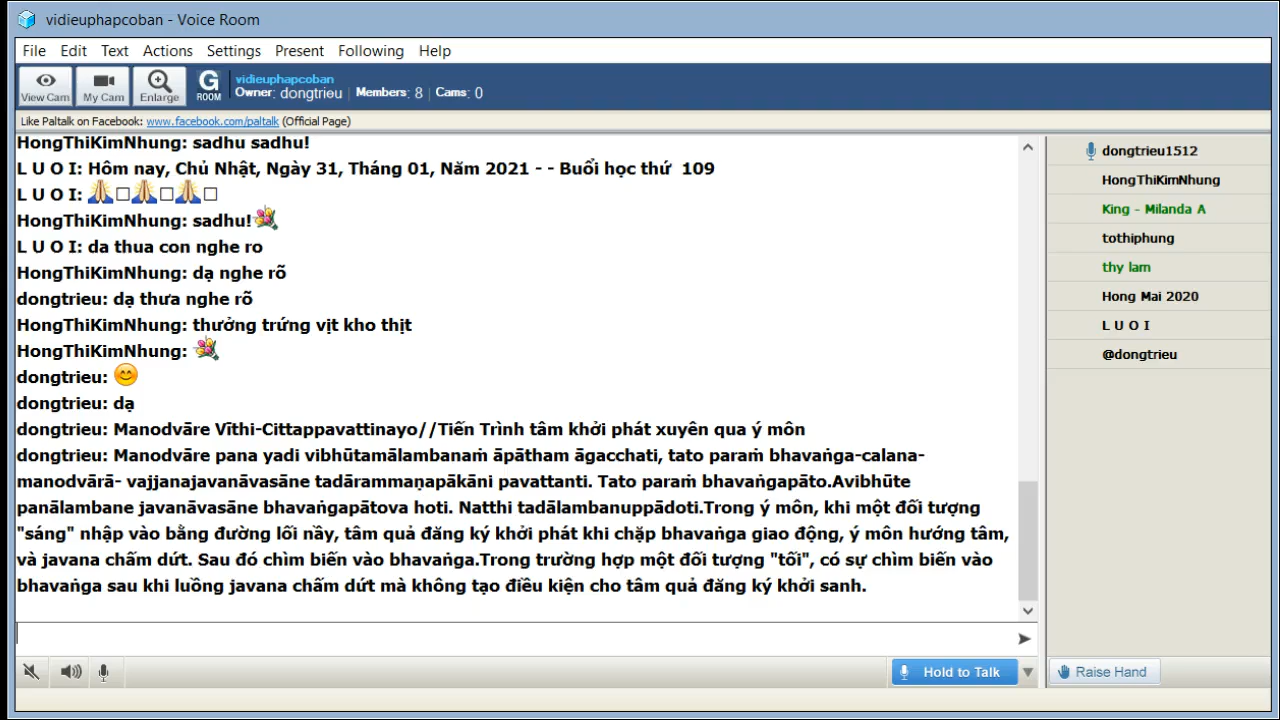 vidieuphapcoban - Voice Room
File Edit Text Actions Settings Present Following Help
View Cam My Cam Enlarge G ROOM
vidieuphapcoban
Owner: dongtrieu | Members: 8 | Cams: 0
Like Paltalk on Facebook: www.facebook.com/paltalk (Official Page)
HongThiKimNhung: sadhu sadhu!
L U O I: Hôm nay, Chủ Nhật, Ngày 31, Tháng 01, Năm 2021 - - Buổi học thứ 109
L U O I: 🙏□🙏□🙏□
HongThiKimNhung: sadhu!💐
L U O I: da thua con nghe ro
HongThiKimNhung: dạ nghe rõ
dongtrieu: dạ thưa nghe rõ
HongThiKimNhung: thưởng trứng vịt kho thịt
HongThiKimNhung: 💐
dongtrieu: 😊
dongtrieu: dạ
dongtrieu: Manodvāre Vīthi-Cittappavattinayo//Tiến Trình tâm khởi phát xuyên qua ý môn
dongtrieu: Manodvāre pana yadi vibhūtamālambanaṁ āpātham āgacchati, tato paraṁ bhavaṅga-calana-
manodvārā- vajjanajavanāvasāne tadārammaṇapākāni pavattanti. Tato paraṁ bhavaṅgapāto.Avibhūte
panālambane javanāvasāne bhavaṅgapātova hoti. Natthi tadālambanuppādoti.Trong ý môn, khi một đối tượng
"sáng" nhập vào bằng đường lối nầy, tâm quả đăng ký khởi phát khi chặp bhavaṅga giao động, ý môn hướng tâm,
và javana chấm dứt. Sau đó chìm biến vào bhavaṅga.Trong trường hợp một đối tượng "tối", có sự chìm biến vào
bhavaṅga sau khi luồng javana chấm dứt mà không tạo điều kiện cho tâm quả đăng ký khởi sanh.
dongtrieu1512
HongThiKimNhung
King - Milanda A
tothiphung
thy lam
Hong Mai 2020
L U O I
@dongtrieu
Hold to Talk
Raise Hand